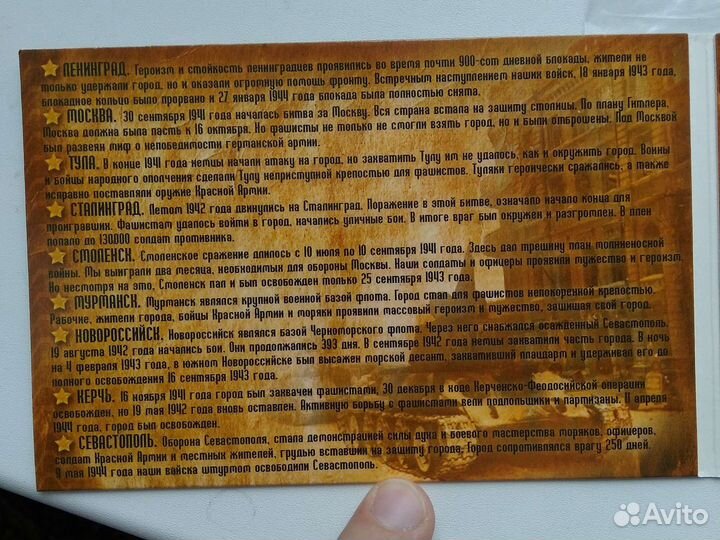 ЛЕНИНГРАД. Героизм и стойкость ленинградцев проявились во время почти 900-сот дневной блокады, жители не
только удержали город, но и оказали огромную помощь фронту. Встречным наступлением наших войск, 18 января 1943 года,
блокадное кольцо было прорвано и 27 января 1944 года блокада была полностью снята.
МОСКВА. 30 сентября 1941 года началась битва за Москву. Вся страна встала на защиту столицы. По плану Гитлера,
Москва должна была пасть к 16 октября. Но фашисты не только не смогли взять город, но и были отброшены. Под Москвой
был развеян миф о непобедимости германской армии.
ТУЛА. В конце 1941 года немцы начали атаку на город, но захватить Тулу им не удалось, как и окружить город. Воины
и бойцы народного ополчения сделали Тулу неприступной крепостью для фашистов. Туляки героически сражались, а также
исправно поставляли оружие Красной Армии.
СТАЛИНГРАД. Летом 1942 года двинулись на Сталинград. Поражение в этой битве, означало начало конца для
проигравших. Фашистам удалось войти в город, начались уличные бои. В итоге враг был окружен и разгромлен. В плен
попало до 130000 солдат противника.
СМОЛЕНСК. Смоленское сражение длилось с 10 июля по 10 сентября 1941 года. Здесь дал трещину план молниеносной
войны. Мы выиграли два месяца, необходимых для обороны Москвы. Наши солдаты и офицеры проявили мужество и героизм.
Но несмотря на это, Смоленск пал и был освобожден только 25 сентября 1943 года.
МУРМАНСК. Мурманск являлся крупной военной базой флота. Город стал для фашистов непокоренной крепостью.
Рабочие, жители города, бойцы Красной Армии и моряки проявили массовый героизм и мужество, защищая свой город.
НОВОРОССИЙСК. Новороссийск являлся базой Черноморского флота. Через него снабжался осажденный Севастополь.
19 августа 1942 года начались бои. Они продолжались 393 дня. В сентябре 1942 года немцы захватили часть города. В ночь
на 4 февраля 1943 года, в южном Новороссийске был высажен морской десант, захвативший плацдарм и удерживал его до
полного освобождения 16 сентября 1943 года.
КЕРЧЬ. 16 ноября 1941 года город был захвачен фашистами, 30 декабря в ходе Керченско-Феодосийской операции
освобожден, но 19 мая 1942 года вновь оставлен. Активную борьбу с фашистами вели подпольщики и партизаны. 11 апреля
1944 года, город был освобожден.
СЕВАСТОПОЛЬ. Оборона Севастополя, стала демонстрацией силы духа и боевого мастерства моряков, офицеров,
солдат Красной Армии и местных жителей, грудью вставших на защиту города. Город сопротивлялся врагу 250 дней.
9 мая 1944 года наши войска штурмом освободили Севастополь.
Avito